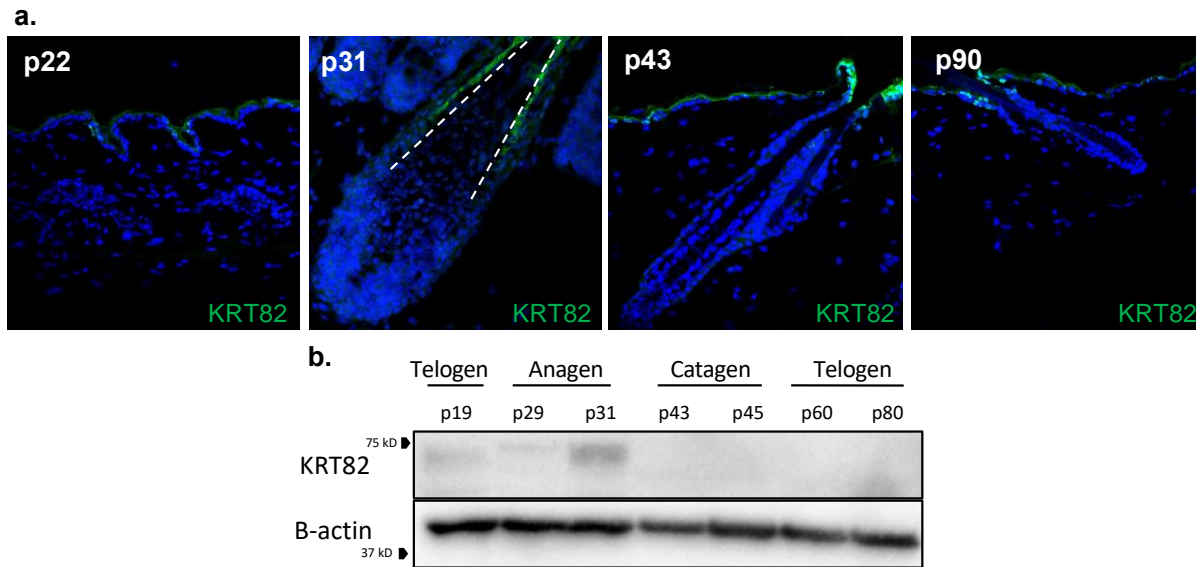 a.
p22
p31
p43
p90
KRT82
KRT82
KRT82
KRT82
b.
Telogen Anagen Catagen Telogen
p19 p29 p31 p43 p45 p60 p80
75 kD
KRT82
B-actin
37 kD